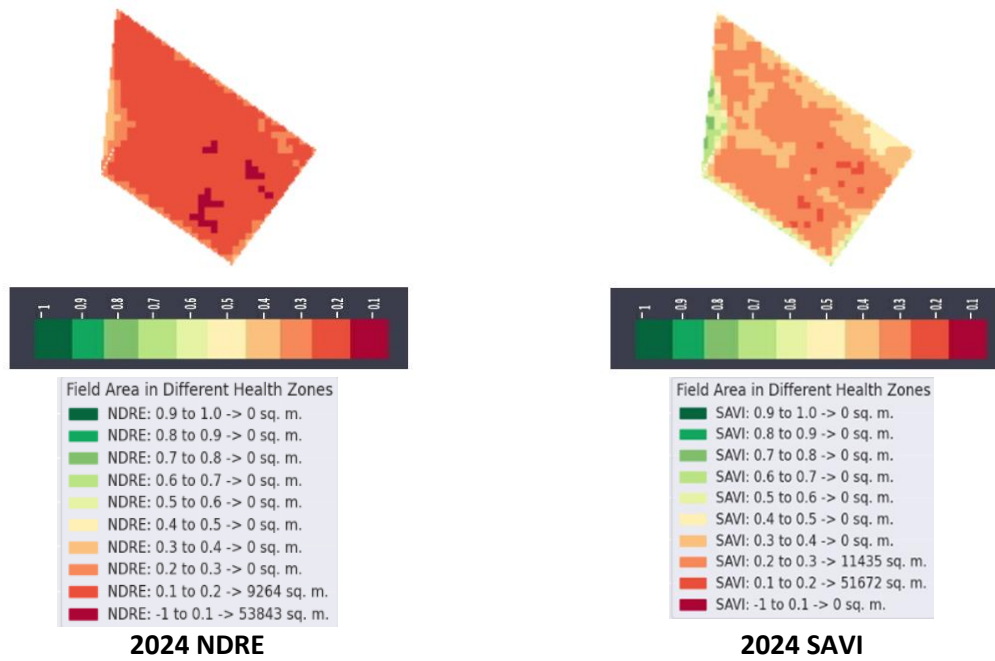 1
0.9
0.8
0.7
0.6
0.5
0.4
0.3
0.2
0.1
Field Area in Different Health Zones
NDRE: 0.9 to 1.0 -> 0 sq. m.
NDRE: 0.8 to 0.9 -> 0 sq. m.
NDRE: 0.7 to 0.8 -> 0 sq. m.
NDRE: 0.6 to 0.7 -> 0 sq. m.
NDRE: 0.5 to 0.6 -> 0 sq. m.
NDRE: 0.4 to 0.5 -> 0 sq. m.
NDRE: 0.3 to 0.4 -> 0 sq. m.
NDRE: 0.2 to 0.3 -> 0 sq. m.
NDRE: 0.1 to 0.2 -> 9264 sq. m.
NDRE: -1 to 0.1 -> 53843 sq. m.
2024 NDRE
1
0.9
0.8
0.7
0.6
0.5
0.4
0.3
0.2
0.1
Field Area in Different Health Zones
SAVI: 0.9 to 1.0 -> 0 sq. m.
SAVI: 0.8 to 0.9 -> 0 sq. m.
SAVI: 0.7 to 0.8 -> 0 sq. m.
SAVI: 0.6 to 0.7 -> 0 sq. m.
SAVI: 0.5 to 0.6 -> 0 sq. m.
SAVI: 0.4 to 0.5 -> 0 sq. m.
SAVI: 0.3 to 0.4 -> 0 sq. m.
SAVI: 0.2 to 0.3 -> 11435 sq. m.
SAVI: 0.1 to 0.2 -> 51672 sq. m.
SAVI: -1 to 0.1 -> 0 sq. m.
2024 SAVI